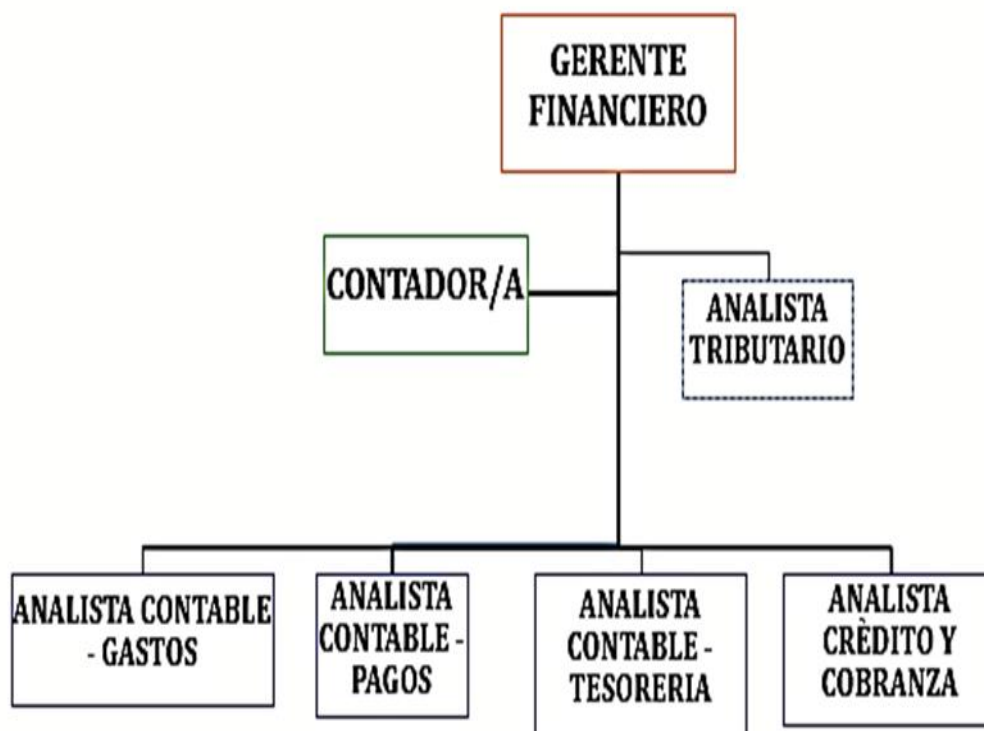 GERENTE
FINANCIERO
CONTADOR/A
ANALISTA
TRIBUTARIO
ANALISTA CONTABLE
- GASTOS
ANALISTA
CONTABLE -
PAGOS
ANALISTA
CONTABLE -
TESORERIA
ANALISTA
CRÈDITO Y
COBRANZA